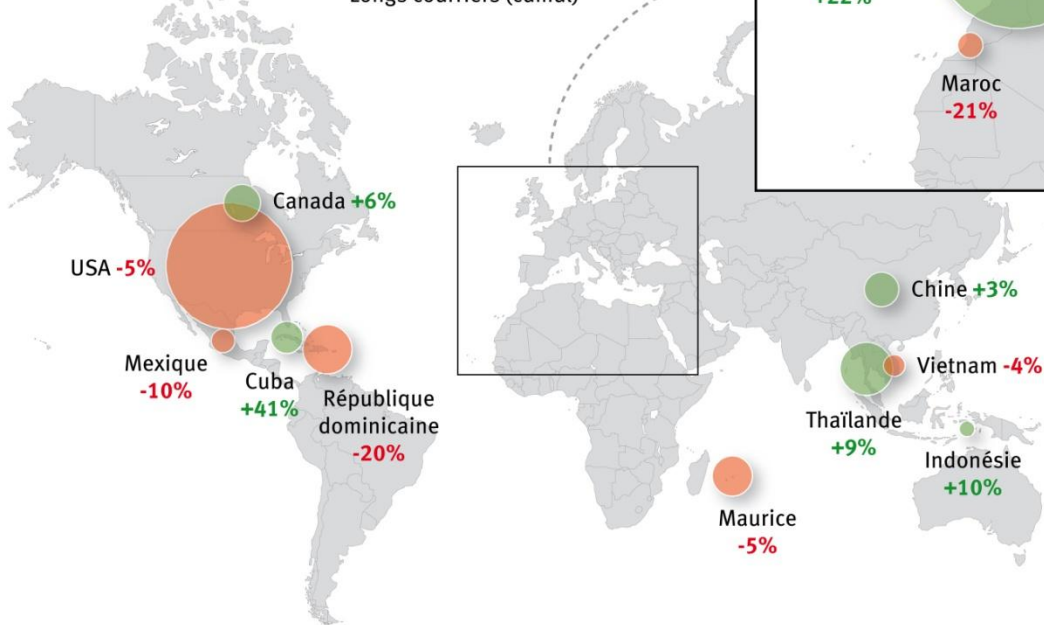 +22%
Maroc
-21%
Canada +6%
USA -5%
Chine +3%
Mexique
-10%
Cuba
+41%
République
dominicaine
-20%
Vietnam -4%
Thaïlande
+9%
Indonésie
+10%
Maurice
-5%